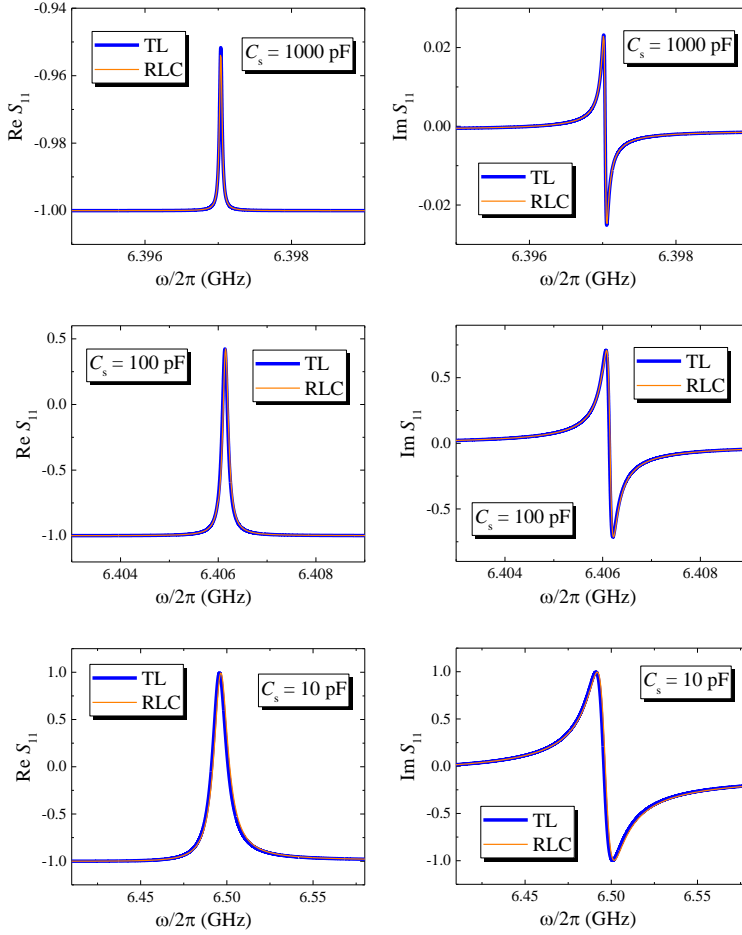 -0.94
-0.96
-0.98
-1.00
Re S11
TL
RLC
Cs = 1000 pF
6.396
6.398
ω/2π (GHz)
0.02
0.00
-0.02
Im S11
Cs = 1000 pF
TL
RLC
6.396
6.398
ω/2π (GHz)
0.5
0.0
-0.5
-1.0
Re S11
Cs = 100 pF
TL
RLC
6.404
6.406
6.408
ω/2π (GHz)
0.5
0.0
-0.5
Im S11
TL
RLC
Cs = 100 pF
6.404
6.406
6.408
ω/2π (GHz)
1.0
0.5
0.0
-0.5
-1.0
Re S11
TL
RLC
Cs = 10 pF
6.45
6.50
6.55
ω/2π (GHz)
1.0
0.5
0.0
-0.5
-1.0
Im S11
Cs = 10 pF
TL
RLC
6.45
6.50
6.55
ω/2π (GHz)